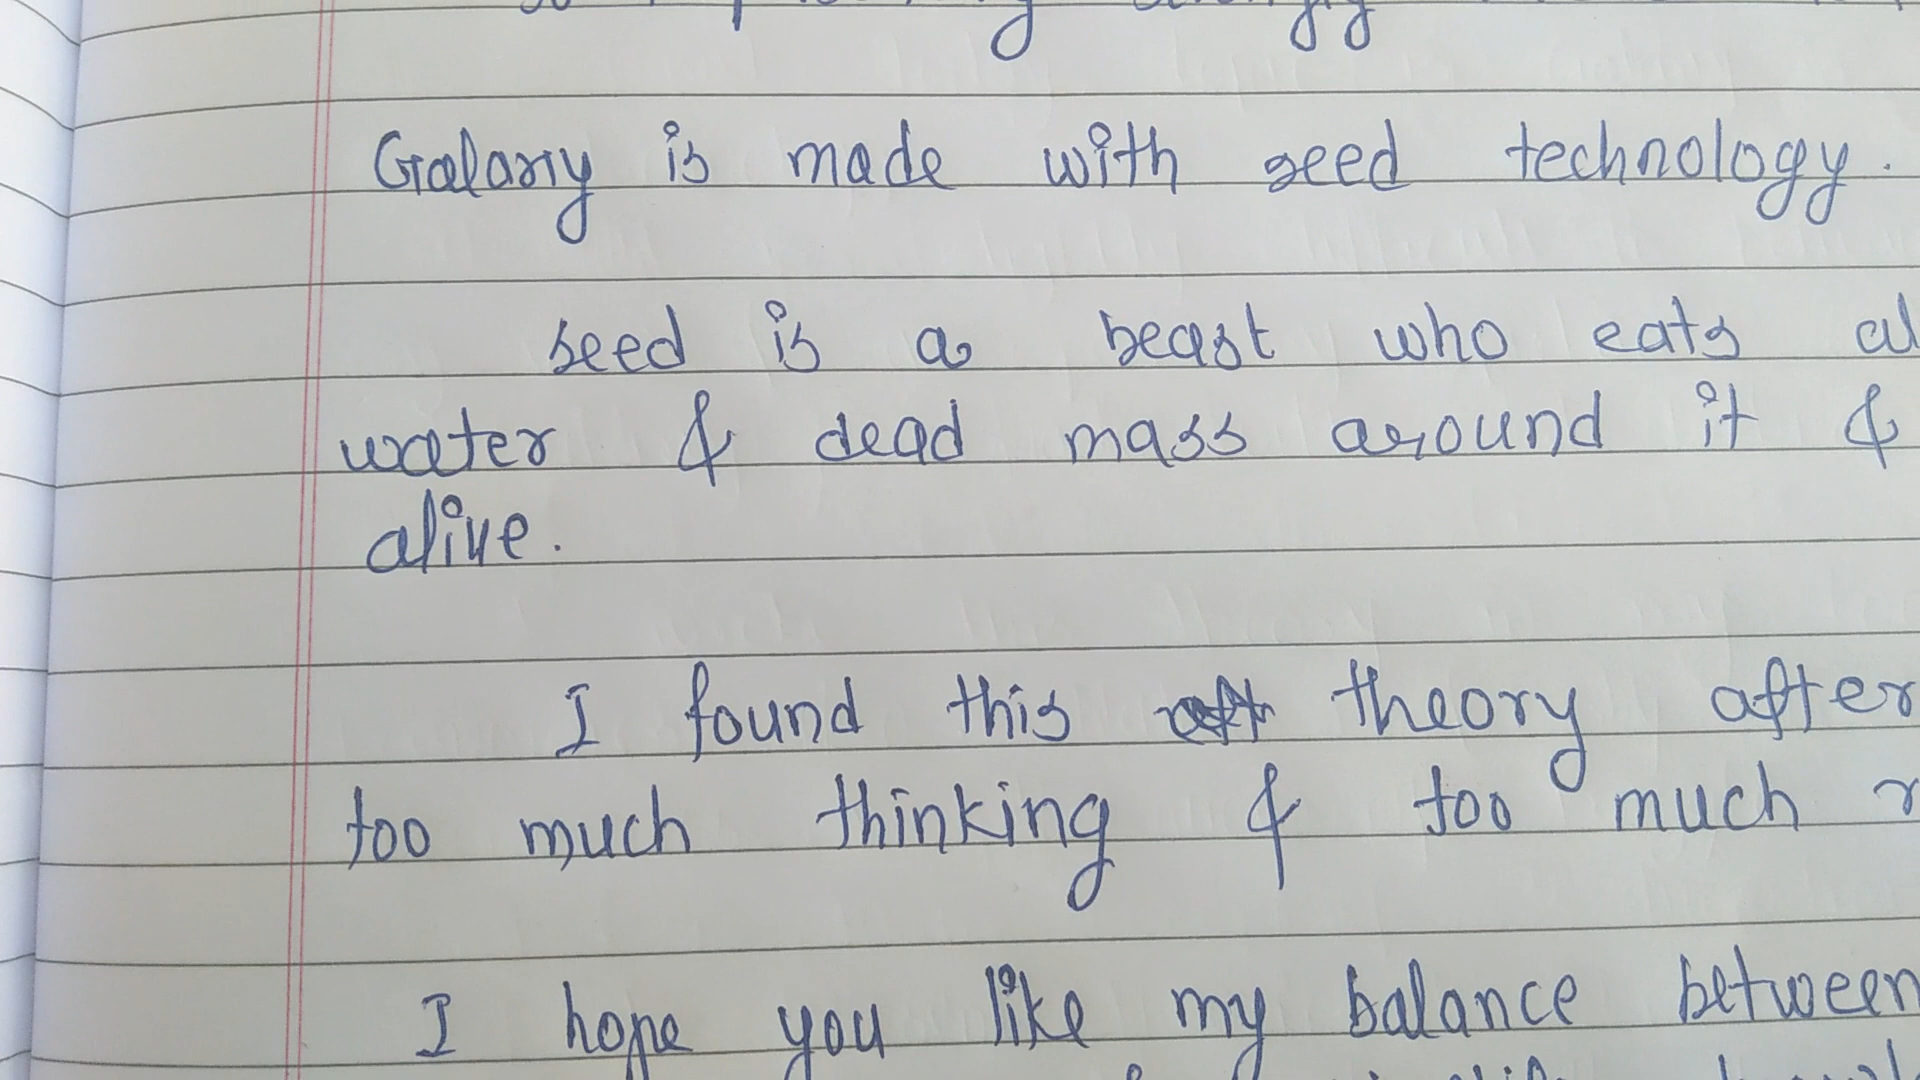 Galaxy is made with seed technology.
seed is a beast who eats al
water & dead mass around it &
alive.
I found this theory after
too much thinking & too much r
I hope you like my balance between